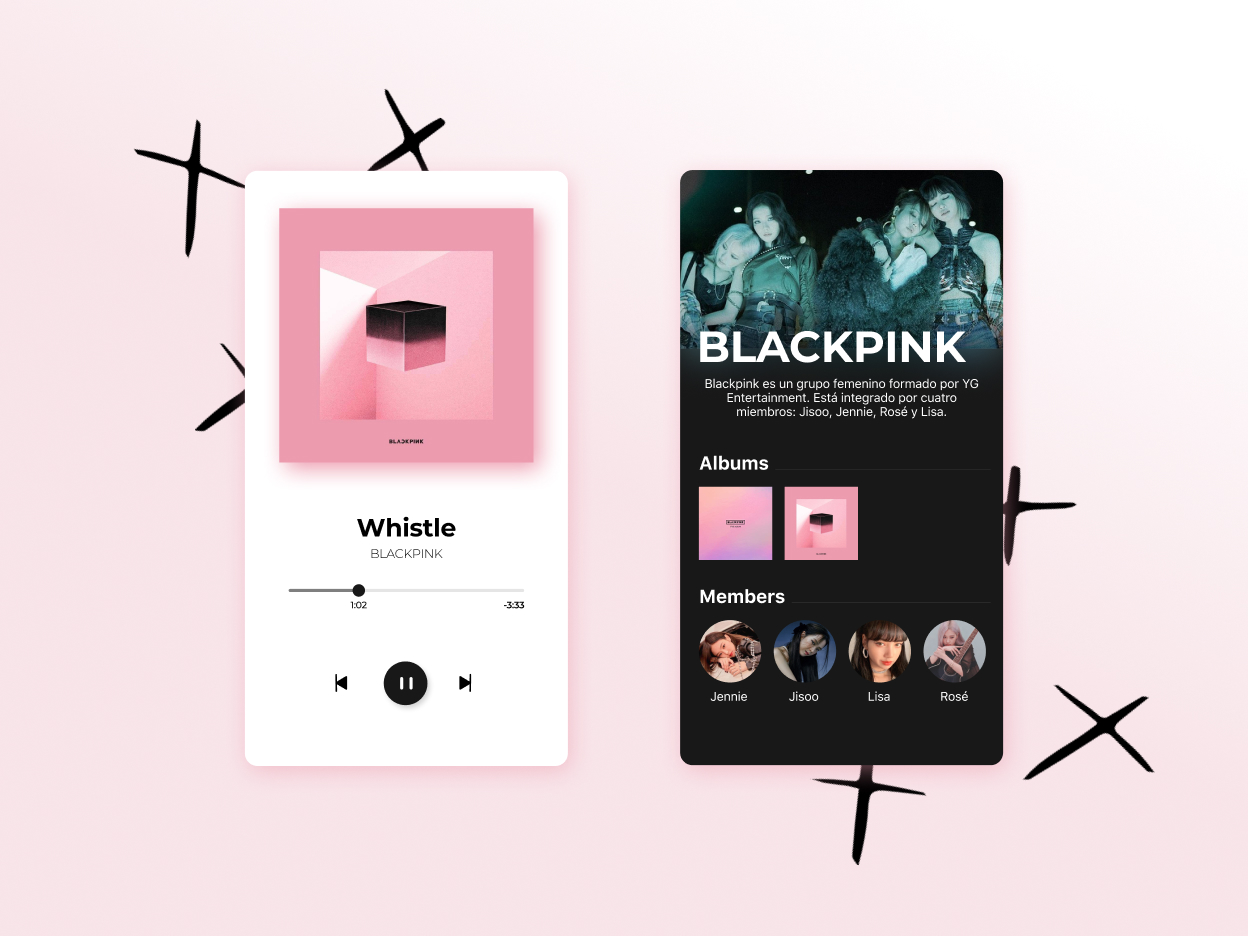 BLACKPINK
Whistle
BLACKPINK
1:02
-3:33
BLACKPINK
Blackpink es un grupo femenino formado por YG
Entertainment. Está integrado por cuatro
miembros: Jisoo, Jennie, Rosé y Lisa.
Albums
Members
Jennie
Jisoo
Lisa
Rosé